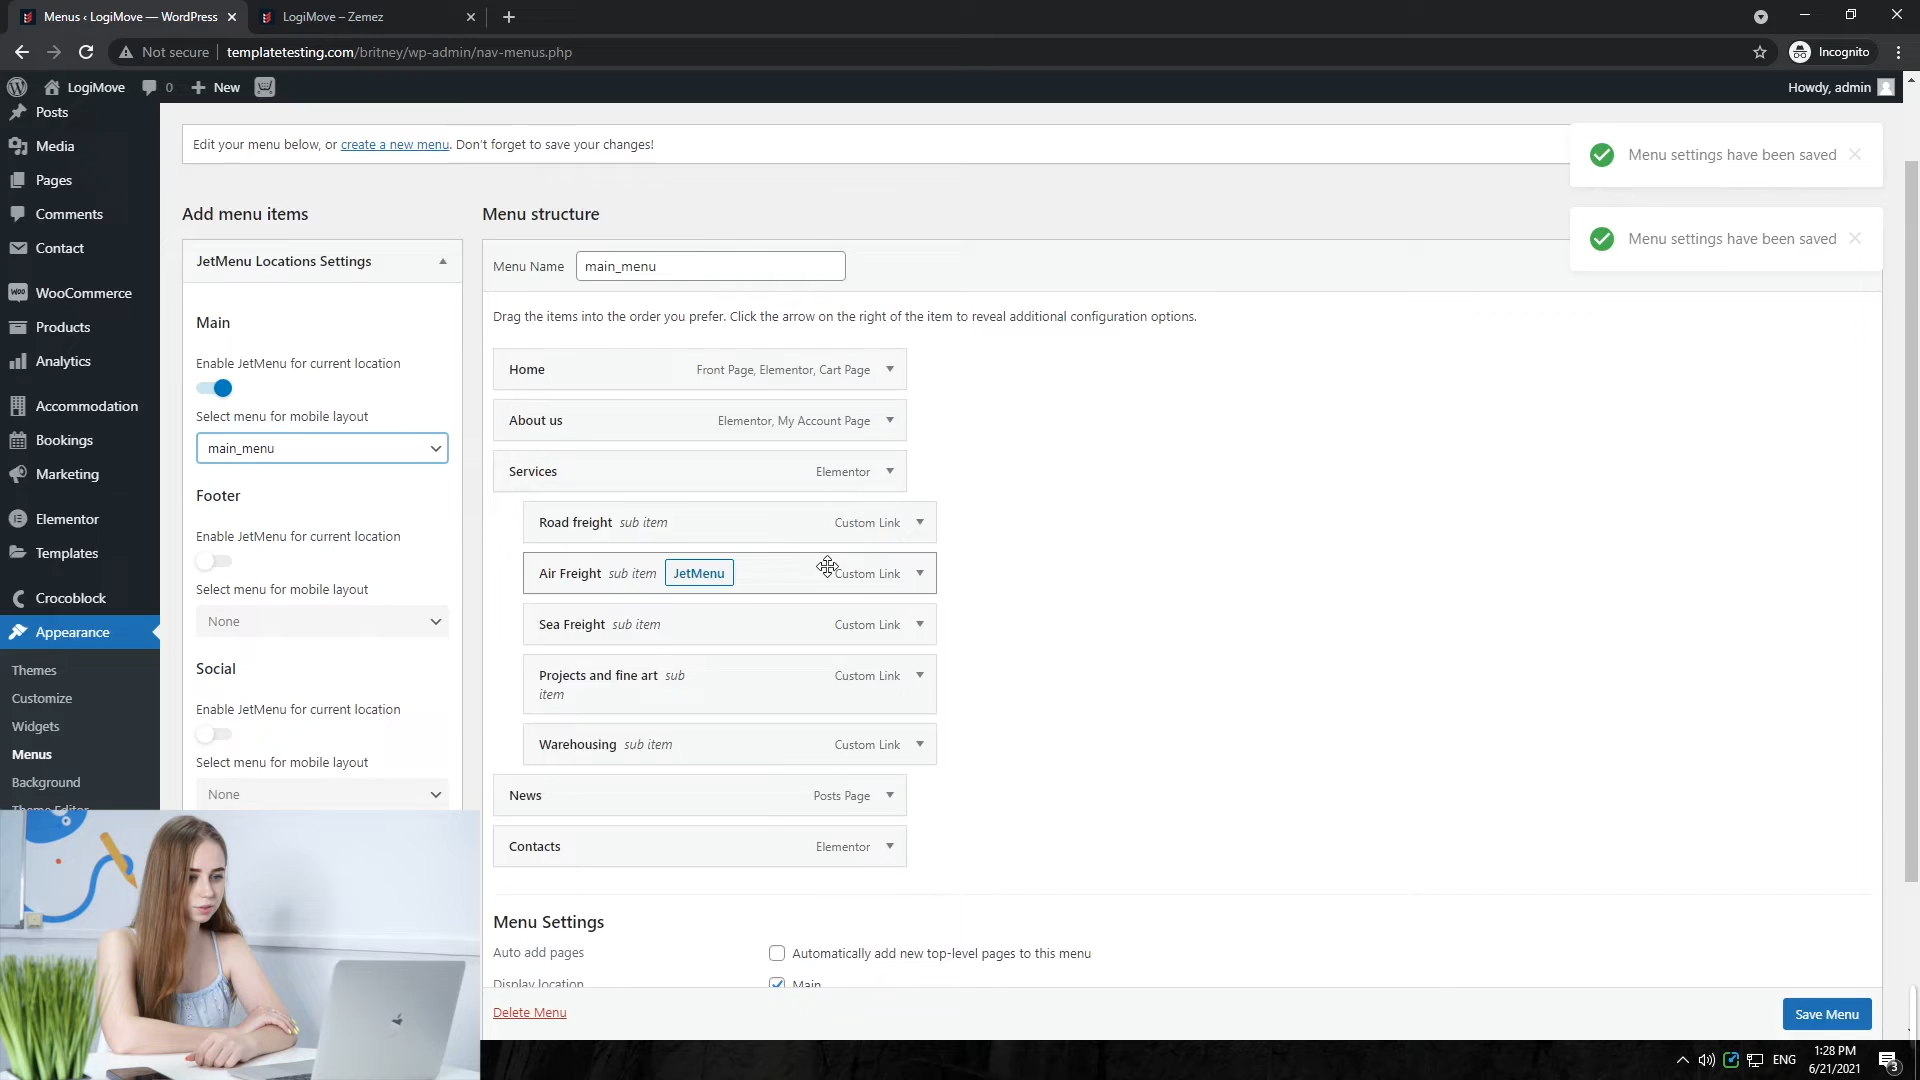 Menus ‹ LogiMove — WordPress
LogiMove – Zemez
Not secure
templatetesting.com/britney/wp-admin/nav-menus.php
Incognito
LogiMove
0
New
Howdy, admin
Posts
Media
Pages
Comments
Contact
WooCommerce
Products
Analytics
Accommodation
Bookings
Marketing
Elementor
Templates
Crocoblock
Appearance
Themes
Customize
Widgets
Menus
Background
Theme Editor
Edit your menu below, or create a new menu. Don't forget to save your changes!
Menu settings have been saved
Menu settings have been saved
Add menu items
JetMenu Locations Settings
Main
Enable JetMenu for current location
Select menu for mobile layout
main_menu
Footer
Enable JetMenu for current location
Select menu for mobile layout
None
Social
Enable JetMenu for current location
Select menu for mobile layout
None
Menu structure
Menu Name
main_menu
Drag the items into the order you prefer. Click the arrow on the right of the item to reveal additional configuration options.
Home
Front Page, Elementor, Cart Page
About us
Elementor, My Account Page
Services
Elementor
Road freight sub item
Custom Link
Air Freight sub item
JetMenu
Custom Link
Sea Freight sub item
Custom Link
Projects and fine art sub
item
Custom Link
Warehousing sub item
Custom Link
News
Posts Page
Contacts
Elementor
Menu Settings
Auto add pages
Automatically add new top-level pages to this menu
Display location
Main
Delete Menu
Save Menu
ENG
1:28 PM
6/21/2021
3